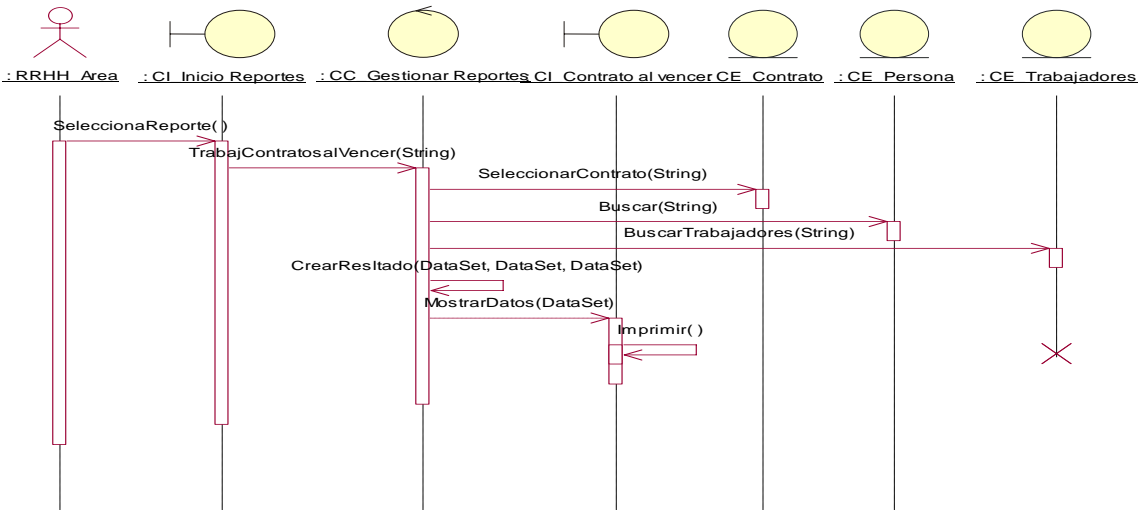 : RRHH_Area
: CI_Inicio Reportes
: CC_Gestionar Reportes
: CI_Contrato al vencer
: CE_Contrato
: CE_Persona
: CE_Trabajadores
SeleccionaReporte( )
TrabajContratosalVencer(String)
SeleccionarContrato(String)
Buscar(String)
BuscarTrabajadores(String)
CrearResltado(DataSet, DataSet, DataSet)
MostrarDatos(DataSet)
Imprimir( )